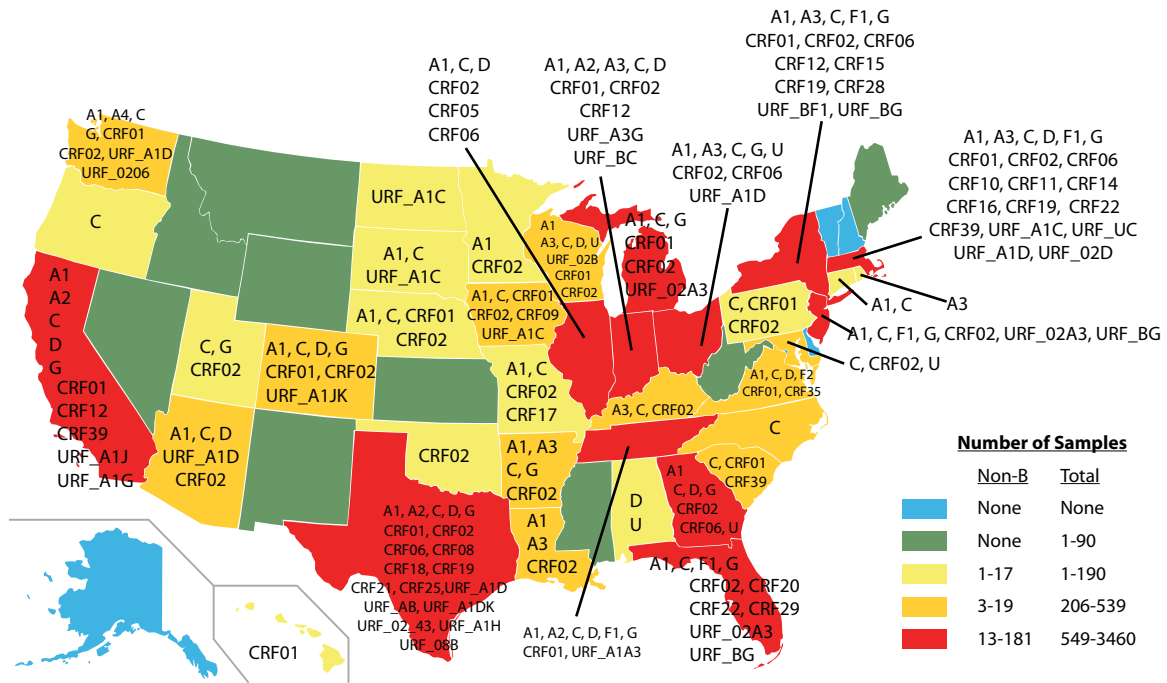 A1, A3, C, F1, G
CRF01, CRF02, CRF06
CRF12, CRF15
CRF19, CRF28
URF_BF1, URF_BG
A1, C, D
CRF02
CRF05
CRF06
A1, A2, A3, C, D
CRF01, CRF02
CRF12
URF_A3G
URF_BC
A1, A3, C, G, U
CRF02, CRF06
URF_A1D
A1, A3, C, D, F1, G
CRF01, CRF02, CRF06
CRF10, CRF11, CRF14
CRF16, CRF19, CRF22
CRF39, URF_A1C, URF_UC
URF_A1D, URF_02D
A1, A4, C
G, CRF01
CRF02, URF_A1D
URF_0206
C
URF_A1C
A1, C
URF_A1C
A1
CRF02
A1
A3, C, D, U
URF_02B
CRF01
CRF02
A1, C, G
CRF01
CRF02
URF_02A3
A1, C
A3
A1, C, F1, G, CRF02, URF_02A3, URF_BG
C, CRF02, U
C, CRF01
CRF02
A1, C, CRF01
CRF02, CRF09
URF_A1C
A1, C, CRF01
CRF02
A1
A2
C
D
G
CRF01
CRF12
CRF39
URF_A1J
URF_A1G
C, G
CRF02
A1, C, D, G
CRF01, CRF02
URF_A1JK
A1, C
CRF02
CRF17
A1, C, D, F2
CRF01, CRF35
A3, C, CRF02
C
A1, C, D
URF_A1D
CRF02
CRF02
A1, A3
C, G
CRF02
C, CRF01
CRF39
A1
C, D, G
CRF02
CRF06, U
D
U
A1
A3
CRF02
A1, A2, C, D, G
CRF01, CRF02
CRF06, CRF08
CRF18, CRF19
CRF21, CRF25,URF_A1D
URF_AB, URF_A1DK
URF_02_43, URF_A1H
URF_08B
A1, C, F1, G
CRF02, CRF20
CRF22, CRF29
URF_02A3
URF_BG
A1, A2, C, D, F1, G
CRF01, URF_A1A3
CRF01
Number of Samples
Non-B Total
None None
None 1-90
1-17 1-190
3-19 206-539
13-181 549-3460